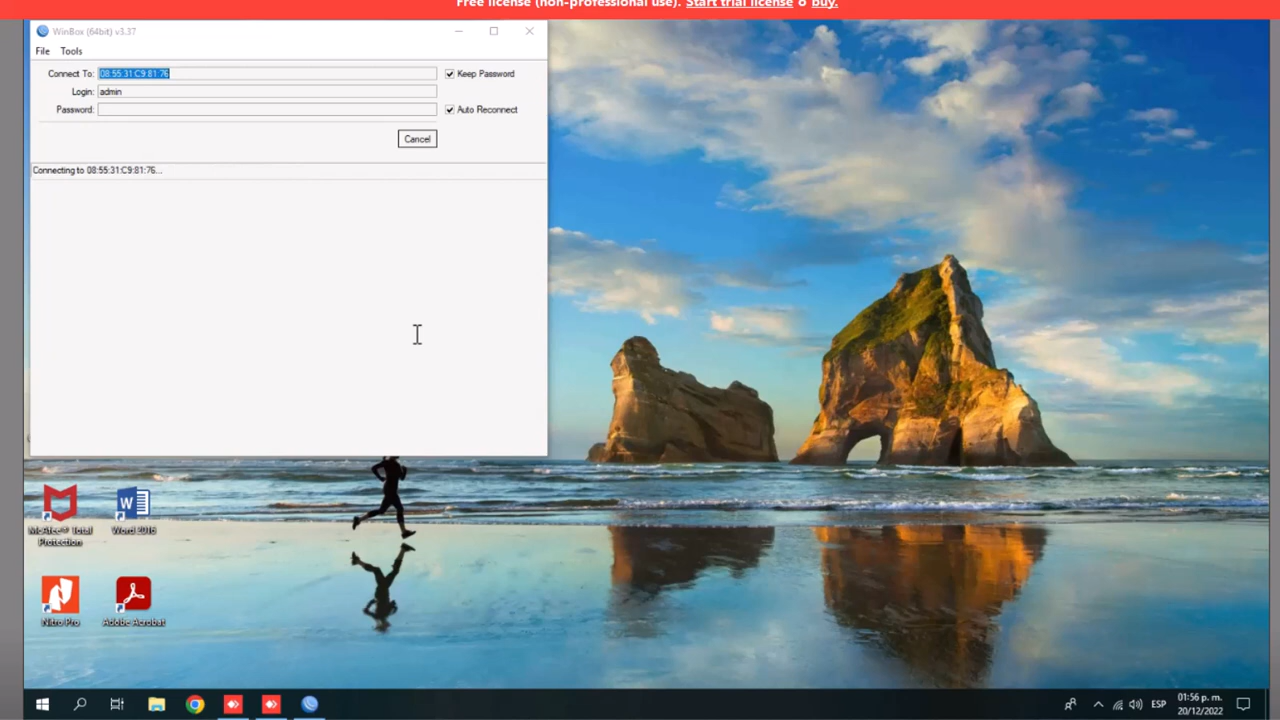 Free license (non-professional use). Start trial license o buy.
WinBox (64bit) v3.37
File Tools
Connect To: 08:55:31:C9:81:76 Keep Password
Login: admin
Password: Auto Reconnect
Cancel
Connecting to 08:55:31:C9:81:76...
McAfee® Total Protection
Word 2016
Nitro Pro
Adobe Acrobat
ESP
01:56 p. m.
20/12/2022